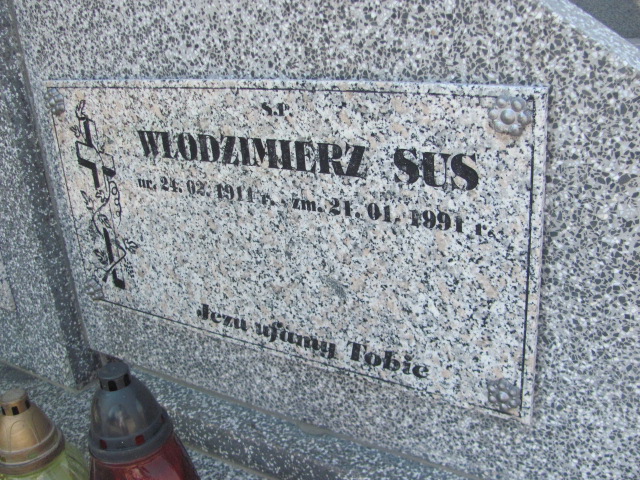 Ś.P.
WŁODZIMIERZ SUS
ur. 24. 02. 1911 r. zm. 21. 01. 1991 r.
Jezu ufamy Tobie